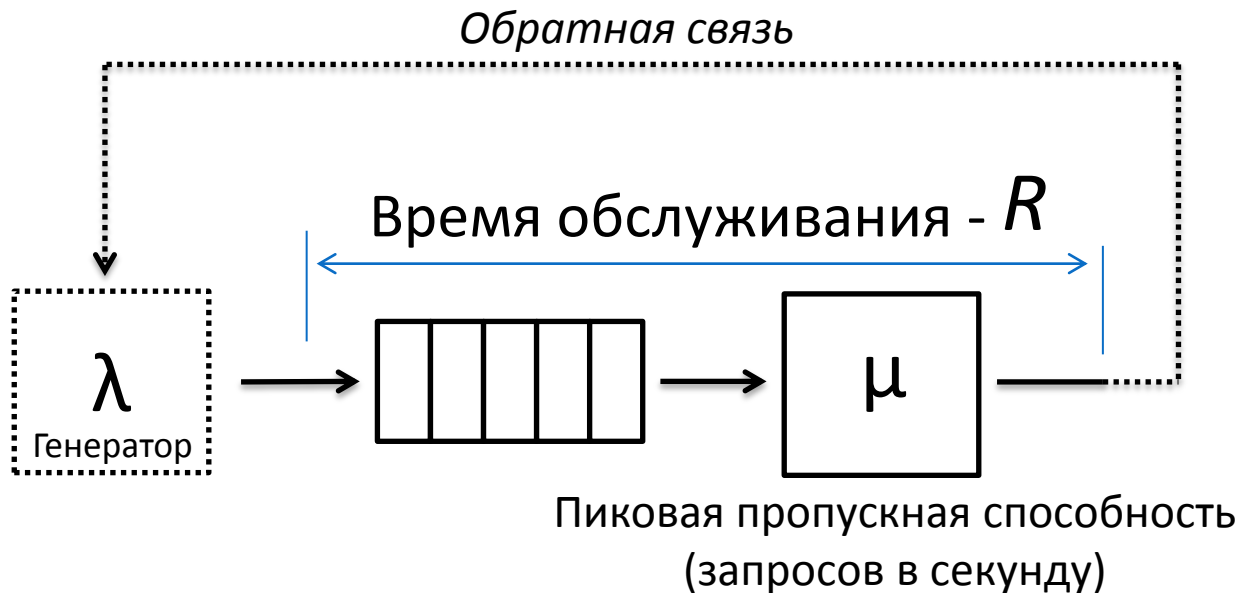 Обратная связь
Время обслуживания - R
λ
Генератор
μ
Пиковая пропускная способность
(запросов в секунду)